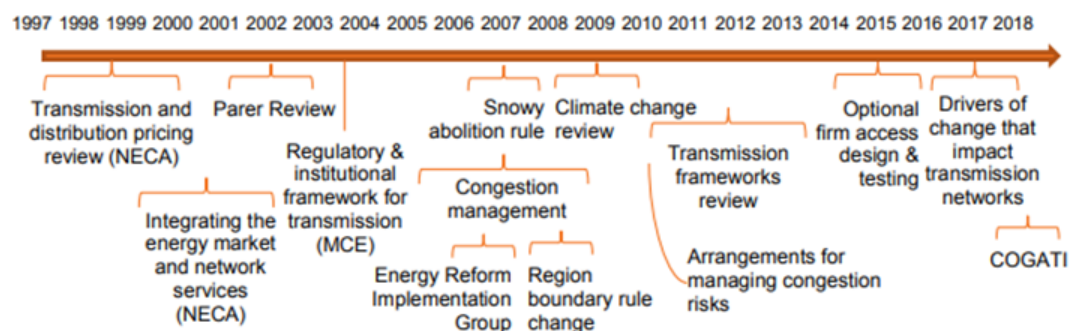 1997 1998 1999 2000 2001 2002 2003 2004 2005 2006 2007 2008 2009 2010 2011 2012 2013 2014 2015 2016 2017 2018
Transmission and
distribution pricing
review (NECA)
Integrating the
energy market
and network
services
(NECA)
Parer Review
Regulatory &
institutional
framework for
transmission
(MCE)
Snowy
abolition rule
Congestion
management
Energy Reform
Implementation
Group
Region
boundary rule
change
Climate change
review
Transmission
frameworks
review
Arrangements for
managing congestion
risks
Optional
firm access
design &
testing
Drivers of
change that
impact
transmission
networks
COGATI